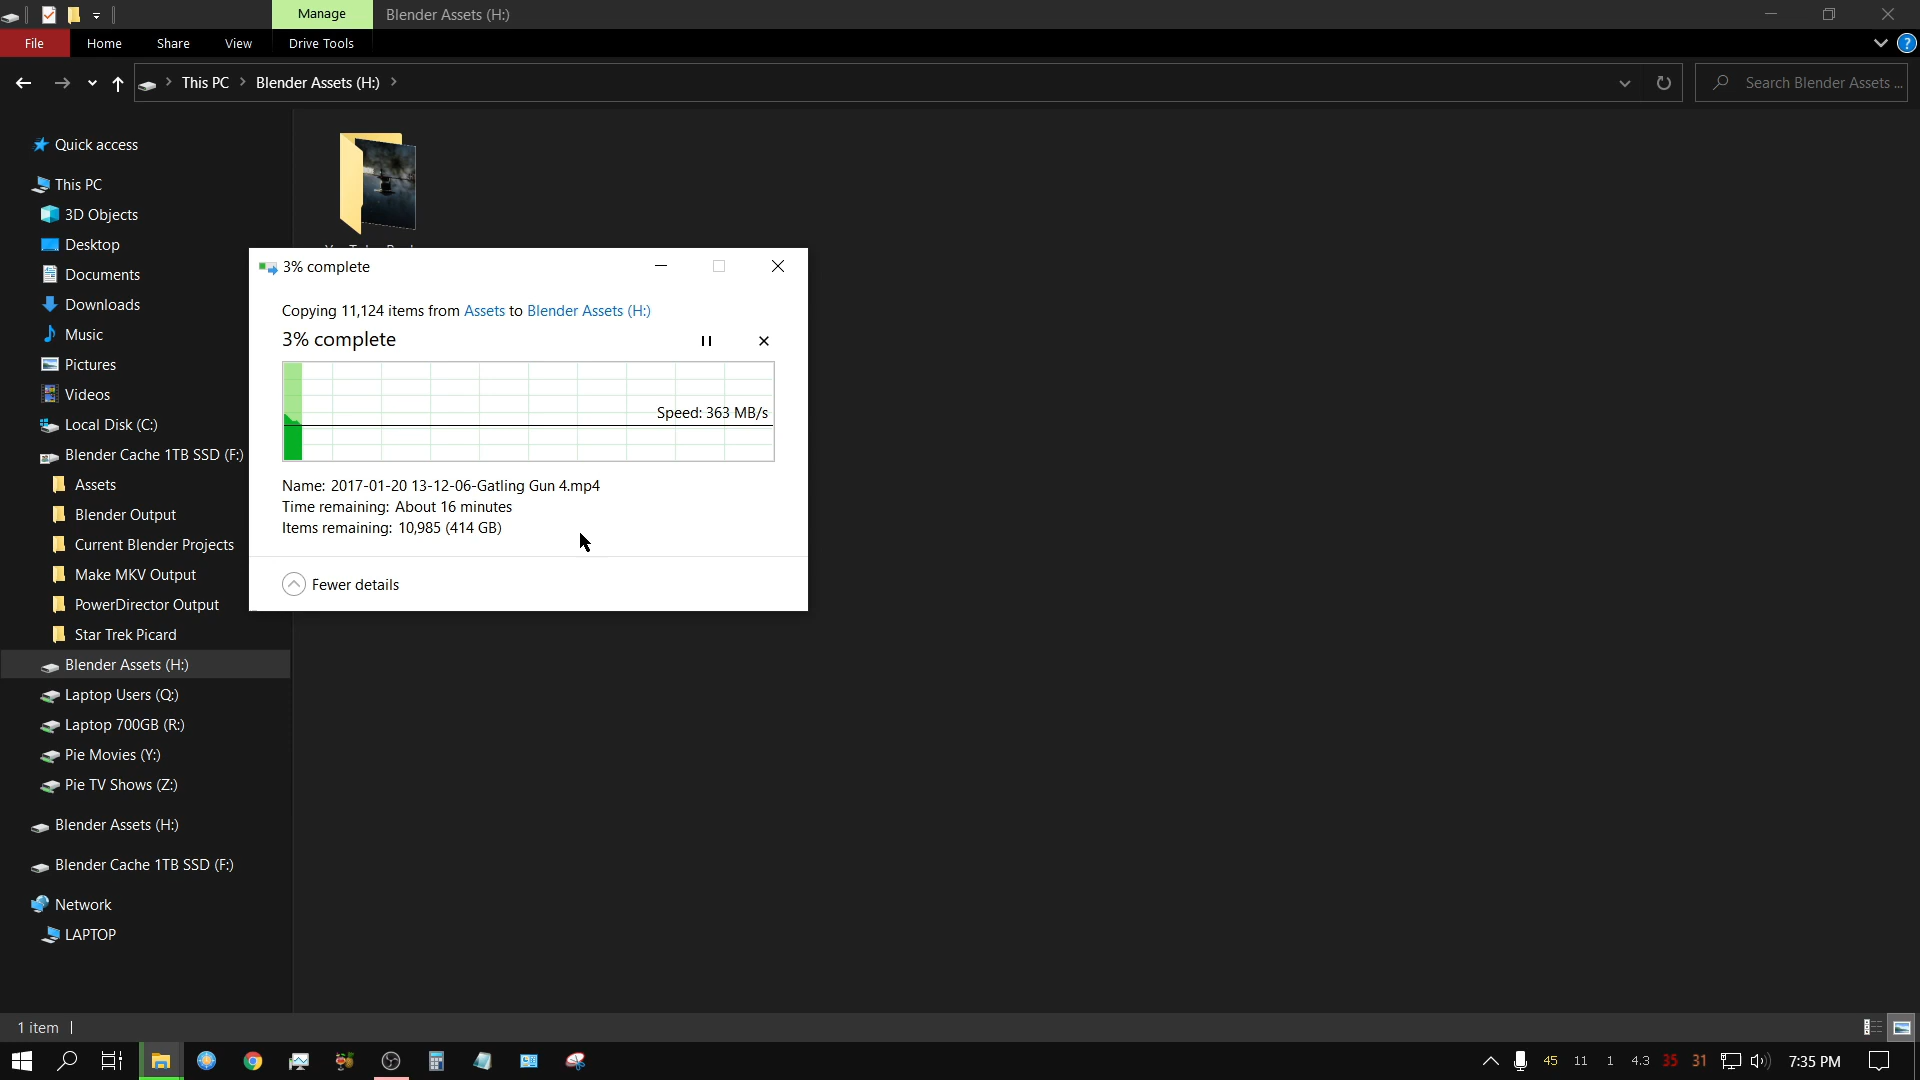 Manage
Blender Assets (H:)
File
Home
Share
View
Drive Tools
This PC
Blender Assets (H:)
Search Blender Assets ...
Quick access
This PC
3D Objects
Desktop
Documents
Downloads
Music
Pictures
Videos
Local Disk (C:)
Blender Cache 1TB SSD (F:)
Assets
Blender Output
Current Blender Projects
Make MKV Output
PowerDirector Output
Star Trek Picard
Blender Assets (H:)
Laptop Users (Q:)
Laptop 700GB (R:)
Pie Movies (Y:)
Pie TV Shows (Z:)
Blender Assets (H:)
Blender Cache 1TB SSD (F:)
Network
LAPTOP
3% complete
Copying 11,124 items from Assets to Blender Assets (H:)
3% complete
Speed: 363 MB/s
Name: 2017-01-20 13-12-06-Gatling Gun 4.mp4
Time remaining: About 16 minutes
Items remaining: 10,985 (414 GB)
Fewer details
1 item
45 11 1 4.3 35 31 7:35 PM